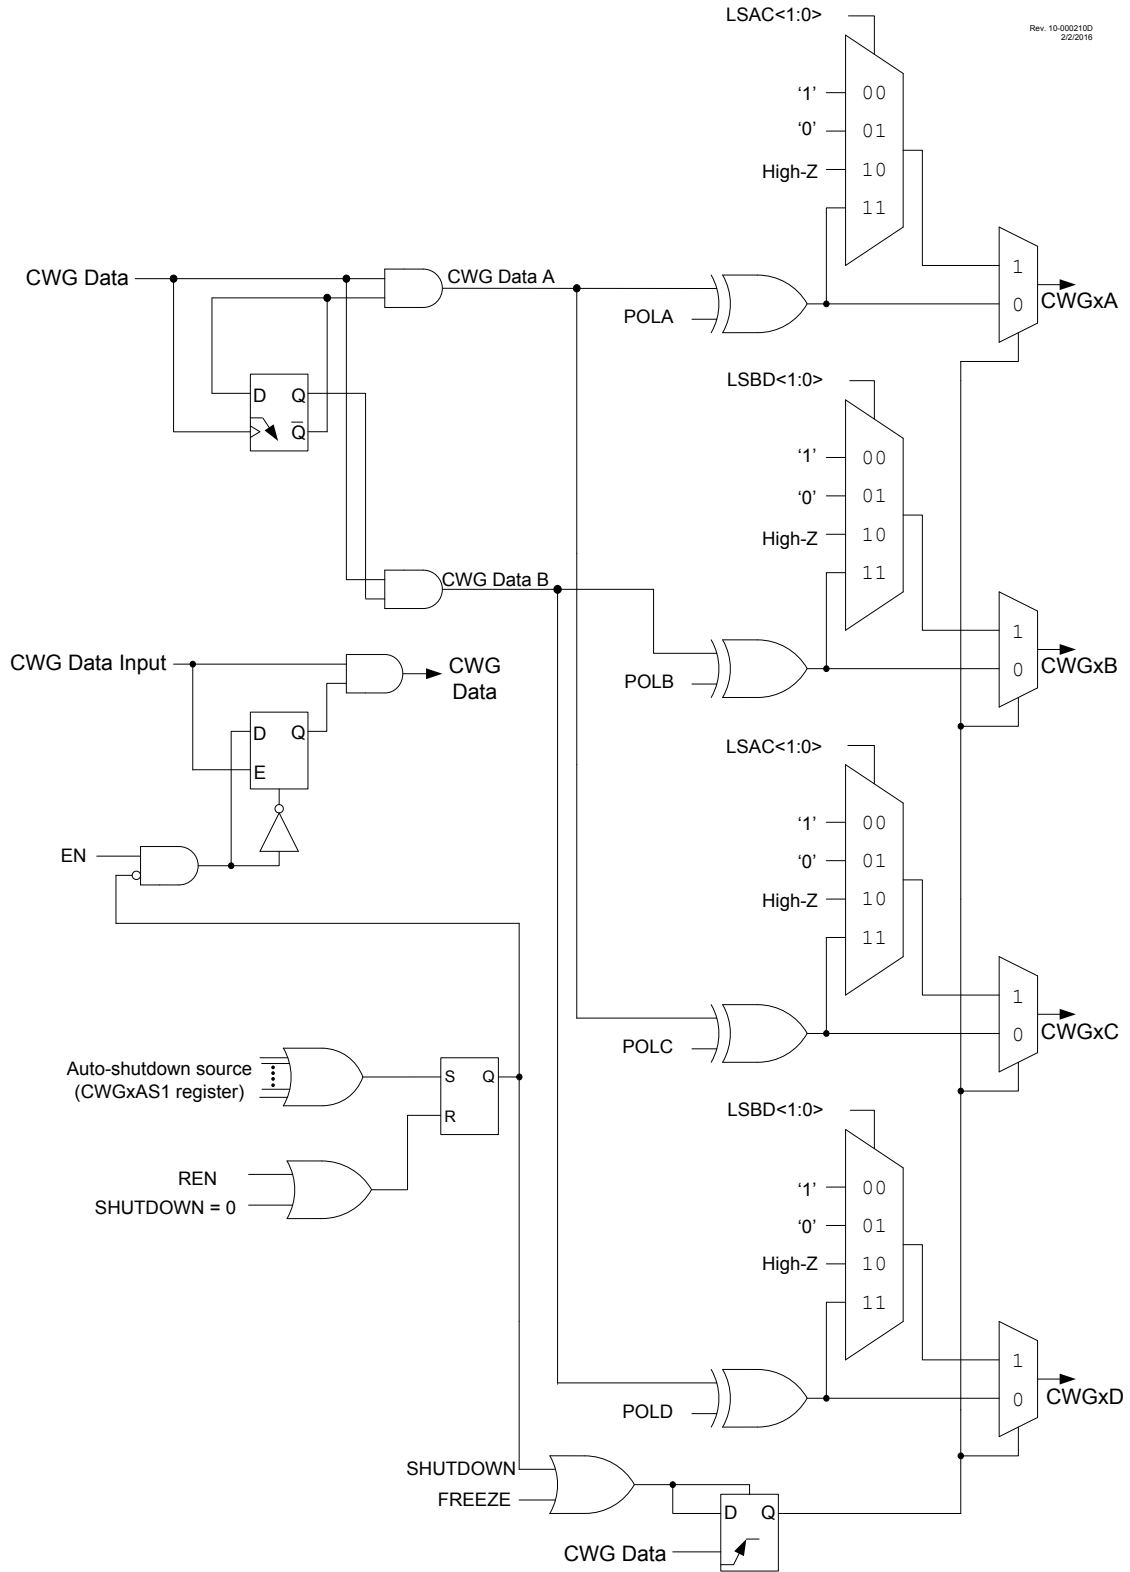 LSAC<1:0>
Rev. 10-000210D
2/2/2016
‘1’ 00
‘0’ 01
High-Z 10
11
CWG Data
CWG Data A
1
0
CWGxA
POLA
LSBD<1:0>
D Q
Q
‘1’ 00
‘0’ 01
High-Z 10
11
CWG Data B
1
0
CWGxB
POLB
CWG Data Input
CWG
Data
D Q
E
LSAC<1:0>
‘1’ 00
‘0’ 01
High-Z 10
11
EN
1
0
CWGxC
POLC
Auto-shutdown source
(CWGxAS1 register)
S Q
R
LSBD<1:0>
REN
SHUTDOWN = 0
‘1’ 00
‘0’ 01
High-Z 10
11
1
0
CWGxD
POLD
SHUTDOWN
FREEZE
D Q
CWG Data